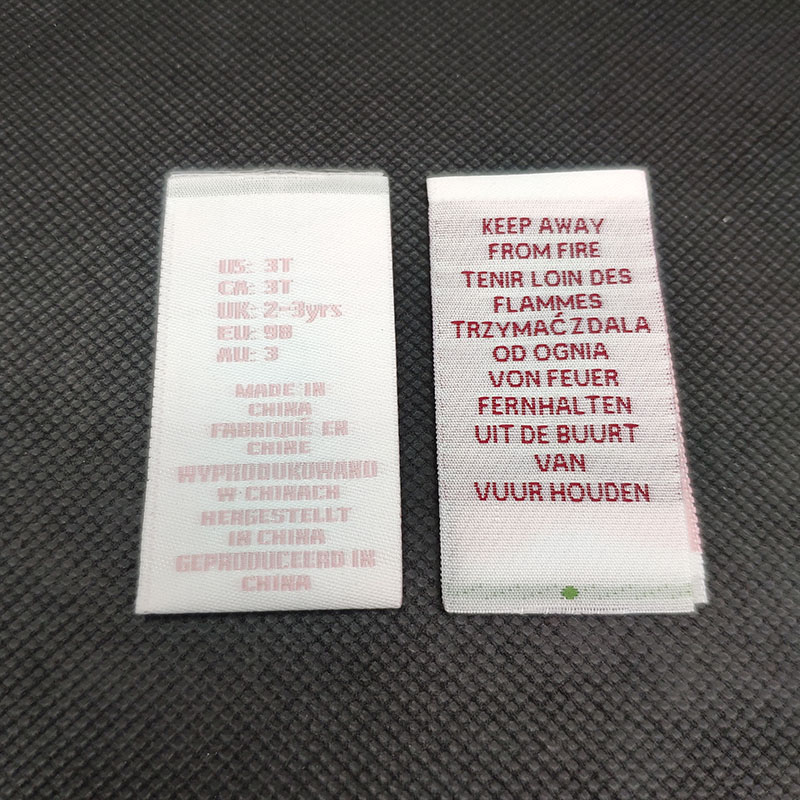 US: 3T
CA: 3T
UK: 2-3yrs
EU: 98
AU: 3
MADE IN
CHINA
FABRIQUÉ EN
CHINE
WYPRODUKOWANO
W CHINACH
HERGESTELLT
IN CHINA
GEPRODUCEERD IN
CHINA
KEEP AWAY
FROM FIRE
TENIR LOIN DES
FLAMMES
TRZYMAĆ Z DALA
OD OGNIA
VON FEUER
FERNHALTEN
UIT DE BUURT
VAN
VUUR HOUDEN